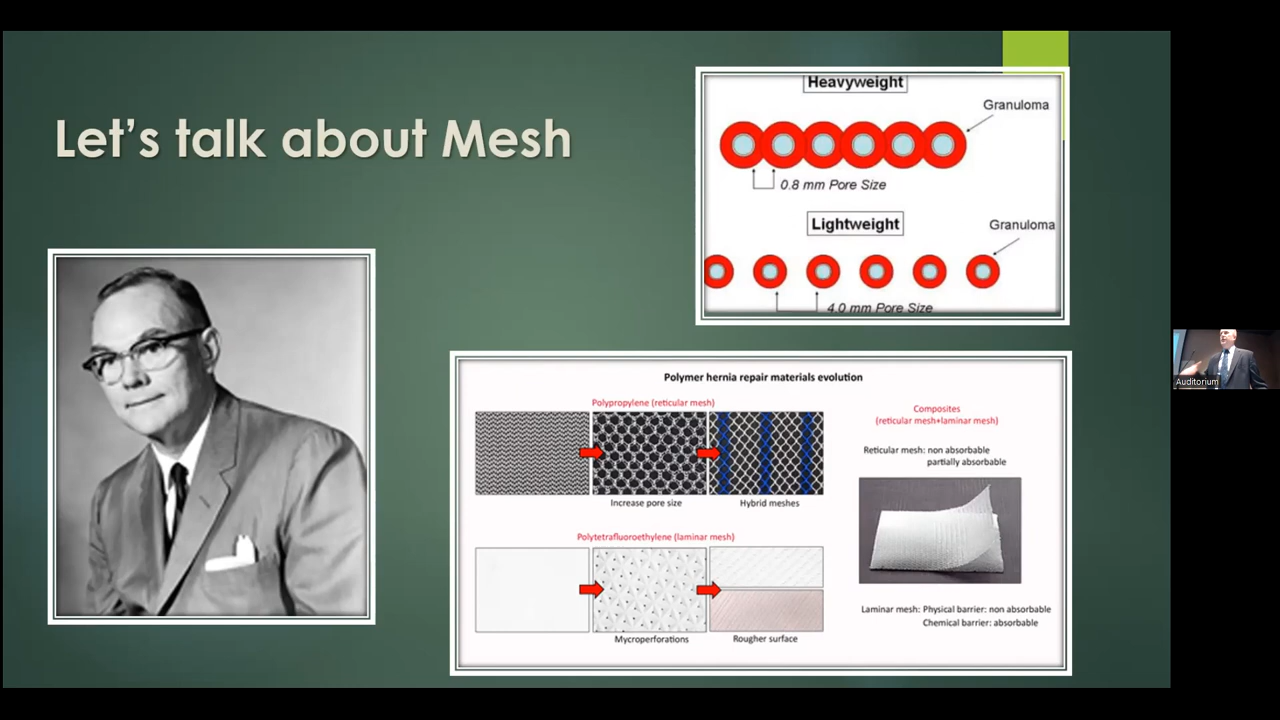 Let's talk about Mesh
Heavyweight
Granuloma
0.8 mm Pore Size
Lightweight
Granuloma
4.0 mm Pore Size
Polymer hernia repair materials evolution
Polypropylene (reticular mesh)
Increase pore size
Hybrid meshes
Polytetrafluoroethylene (laminar mesh)
Mycroperforations
Rougher surface
Composites
(reticular mesh+laminar mesh)
Reticular mesh: non absorbable
partially absorbable
Laminar mesh: Physical barrier: non absorbable
Chemical barrier: absorbable
Auditorium